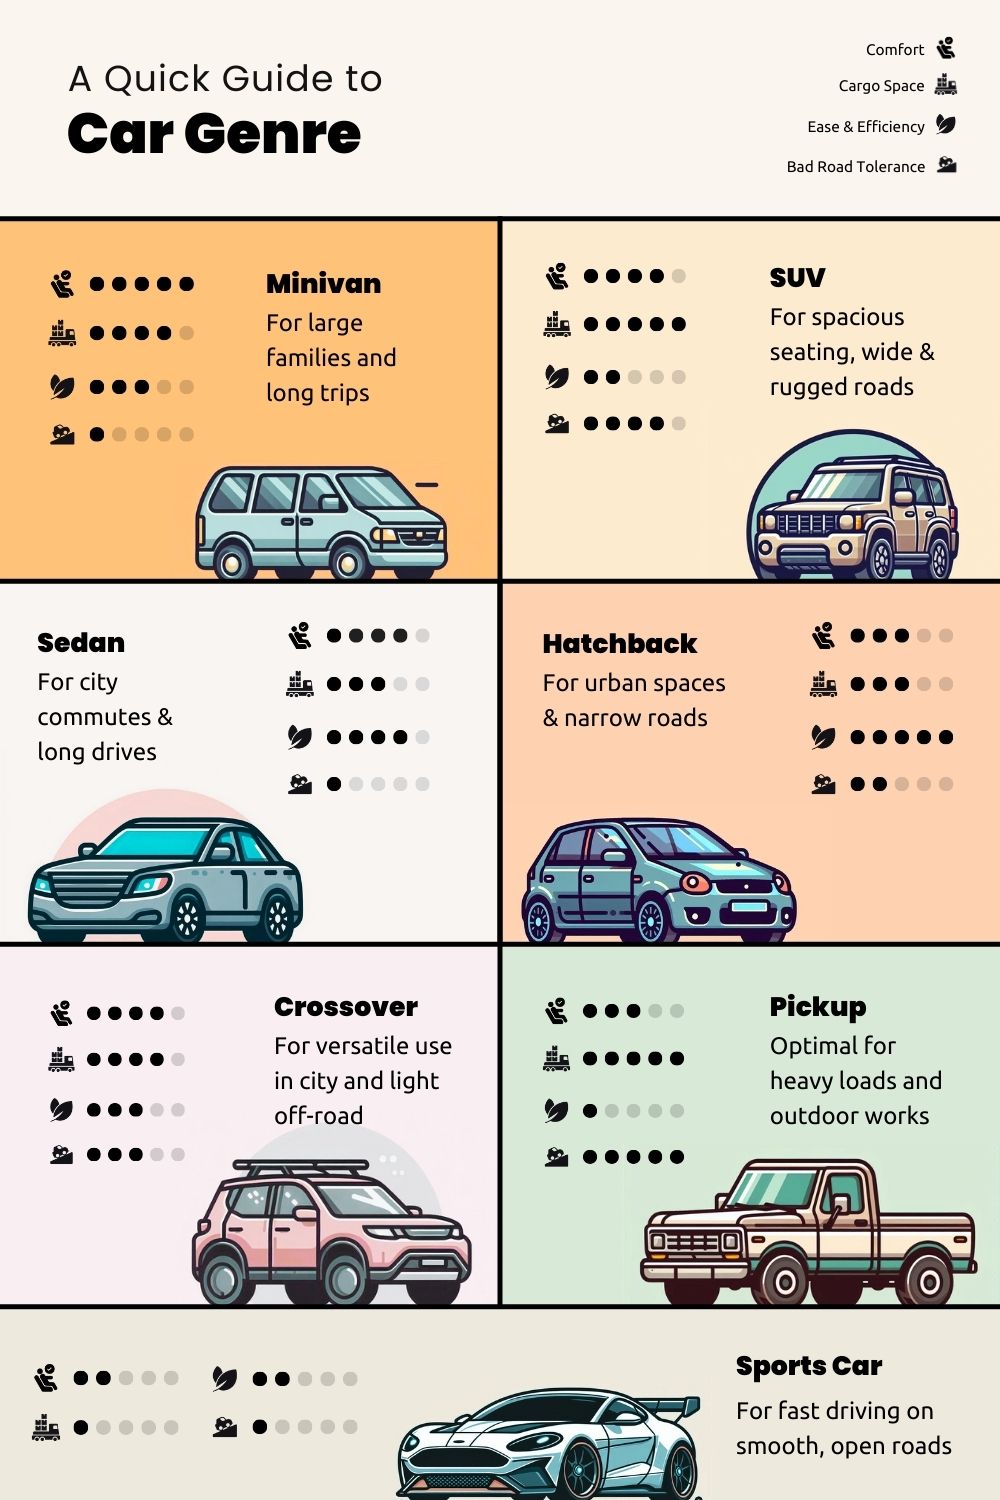 A Quick Guide to
Car Genre
Comfort
Cargo Space
Ease & Efficiency
Bad Road Tolerance
Minivan
For large
families and
long trips
SUV
For spacious
seating, wide &
rugged roads
Sedan
For city
commutes &
long drives
Hatchback
For urban spaces
& narrow roads
Crossover
For versatile use
in city and light
off-road
Pickup
Optimal for
heavy loads and
outdoor works
Sports Car
For fast driving on
smooth, open roads